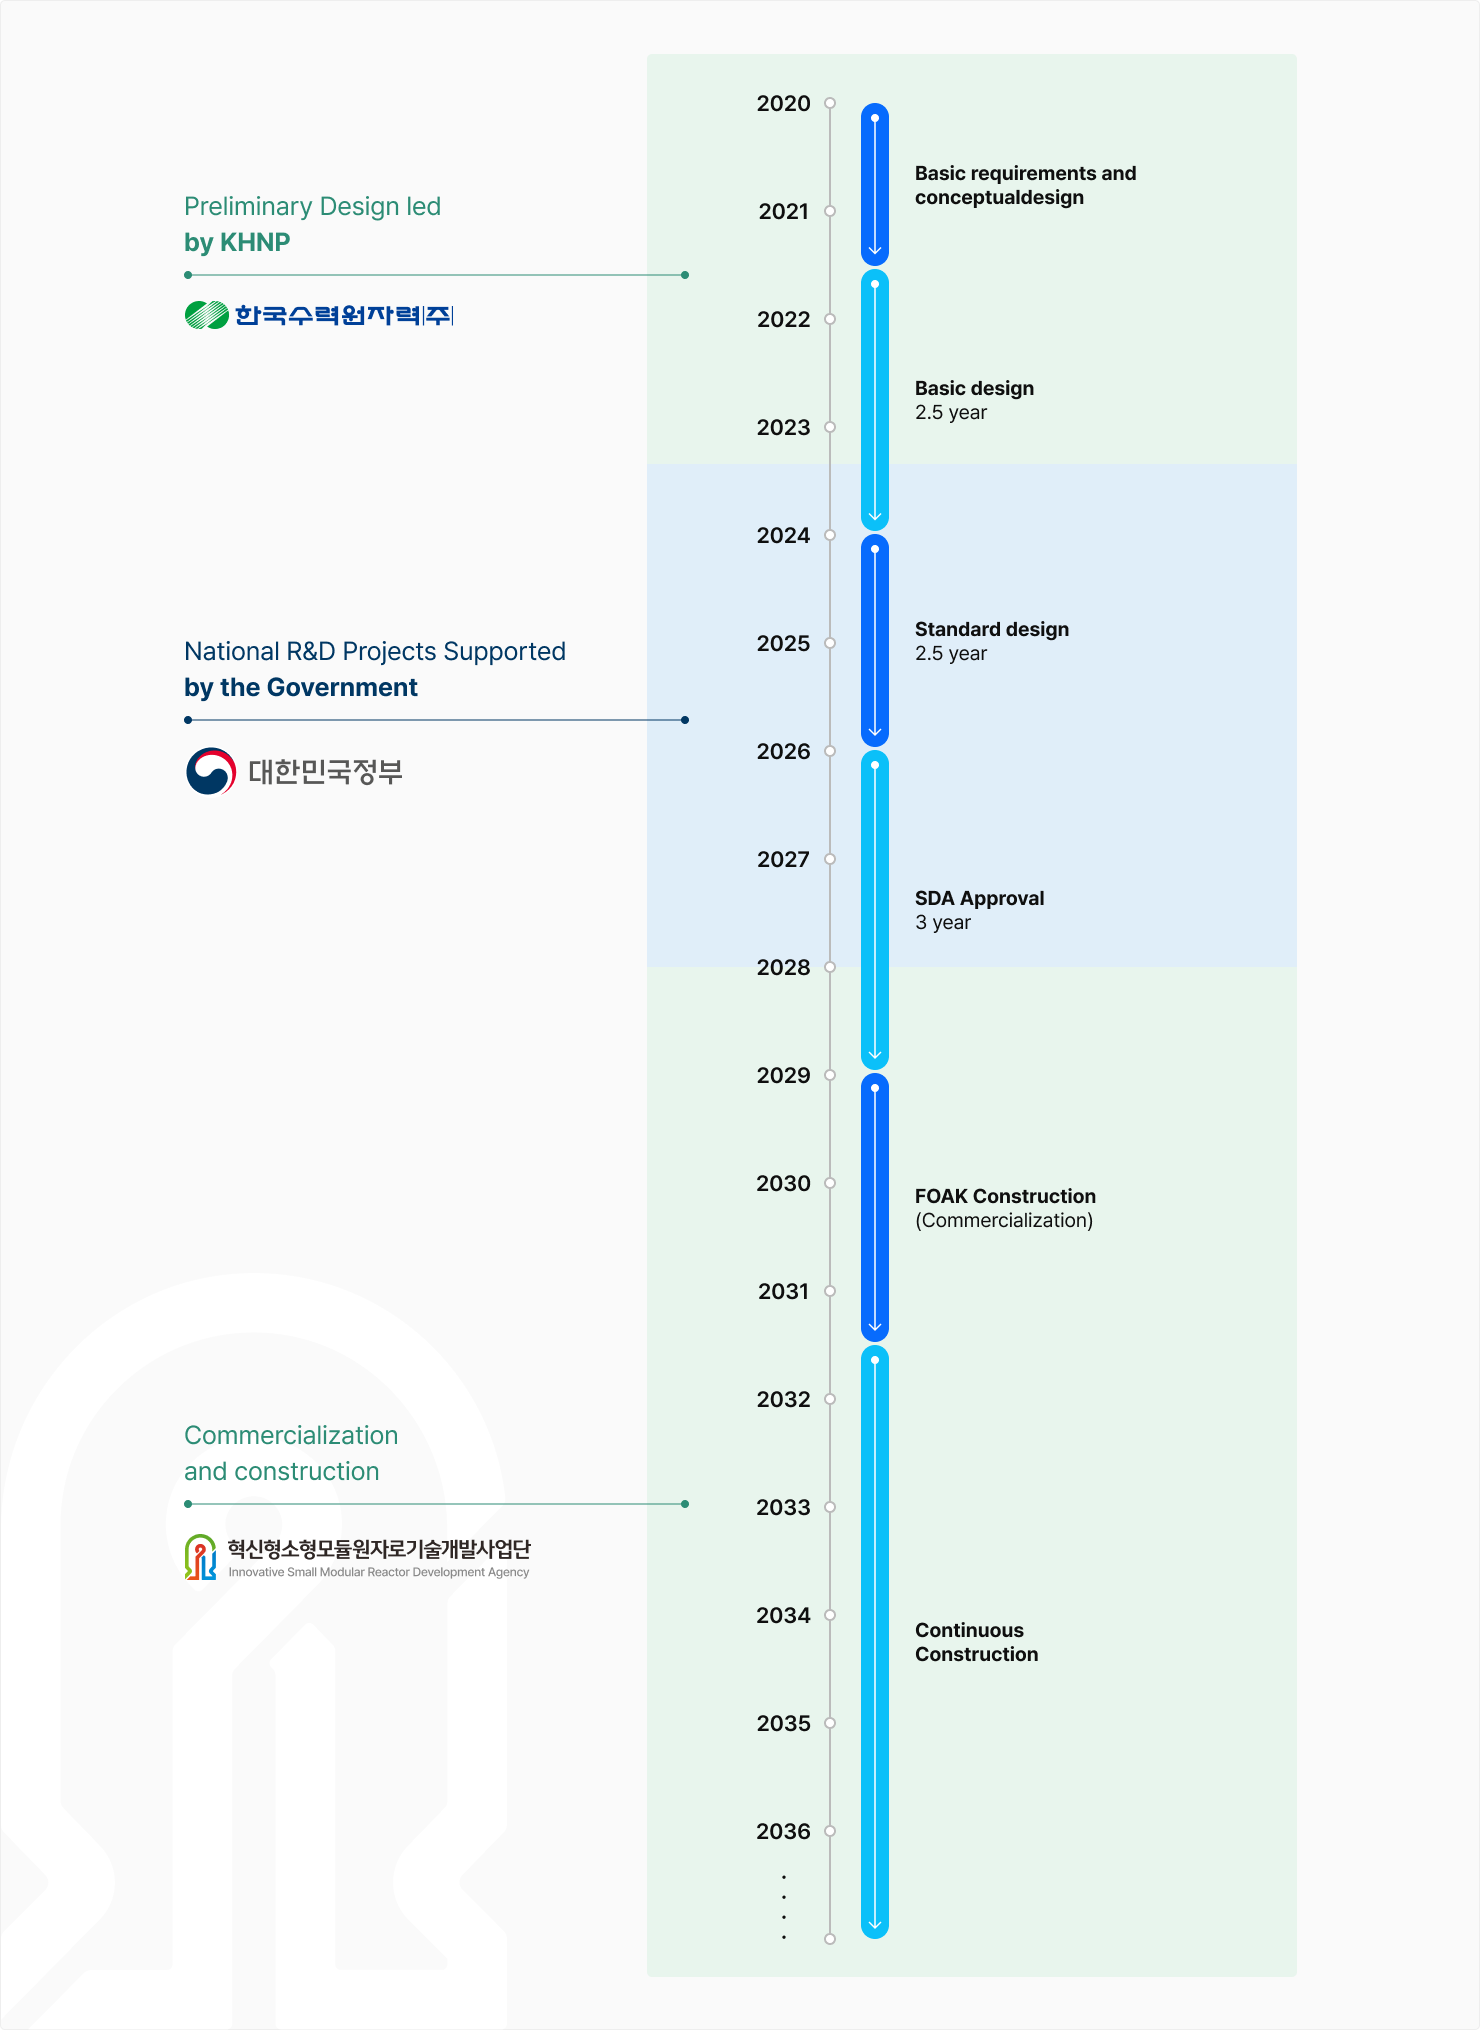 Preliminary Design led
by KHNP
한국수력원자력(주)
National R&D Projects Supported
by the Government
대한민국정부
Commercialization
and construction
혁신형소형모듈원자로기술개발사업단
Innovative Small Modular Reactor Development Agency
2020
2021
2022
2023
2024
2025
2026
2027
2028
2029
2030
2031
2032
2033
2034
2035
2036
Basic requirements and
conceptualdesign
Basic design
2.5 year
Standard design
2.5 year
SDA Approval
3 year
FOAK Construction
(Commercialization)
Continuous
Construction